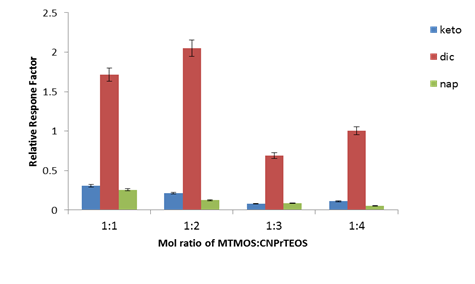 2.5
2
1.5
1
0.5
0
Relative Respone Factor
1:1 1:2 1:3 1:4
Mol ratio of MTMOS:CNPrTEOS
keto
dic
nap